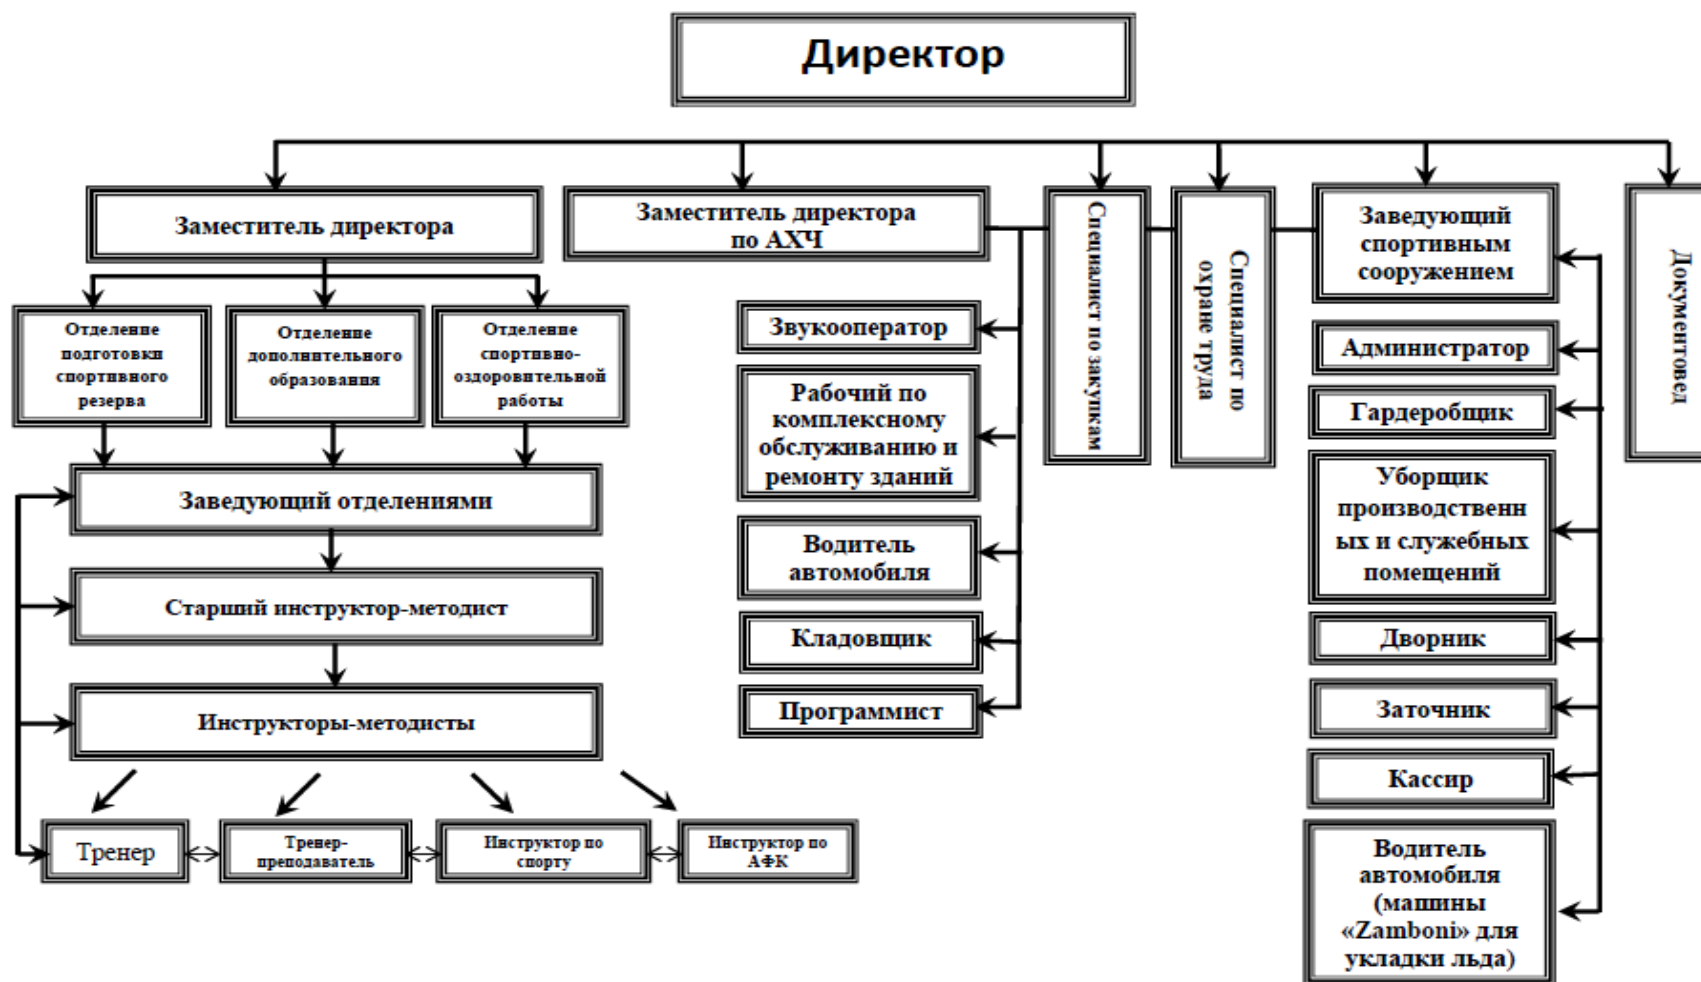 Директор
Заместитель директора
Заместитель директора
по АХЧ
Специалист по закупкам
Специалист по
охране труда
Заведующий
спортивным
сооружением
Документовед
Отделение
подготовки
спортивного
резерва
Отделение
дополнительного
образования
Отделение
спортивно-
оздоровительной
работы
Звукооператор
Рабочий по
комплексному
обслуживанию и
ремонту зданий
Водитель
автомобиля
Кладовщик
Программист
Администратор
Гардеробщик
Уборщик
производственн
ых и служебных
помещений
Дворник
Заточник
Кассир
Водитель
автомобиля
(машины
«Zamboni» для
укладки льда)
Заведующий отделениями
Старший инструктор-методист
Инструкторы-методисты
Тренер
Тренер-
преподаватель
Инструктор по
спорту
Инструктор по
АФК